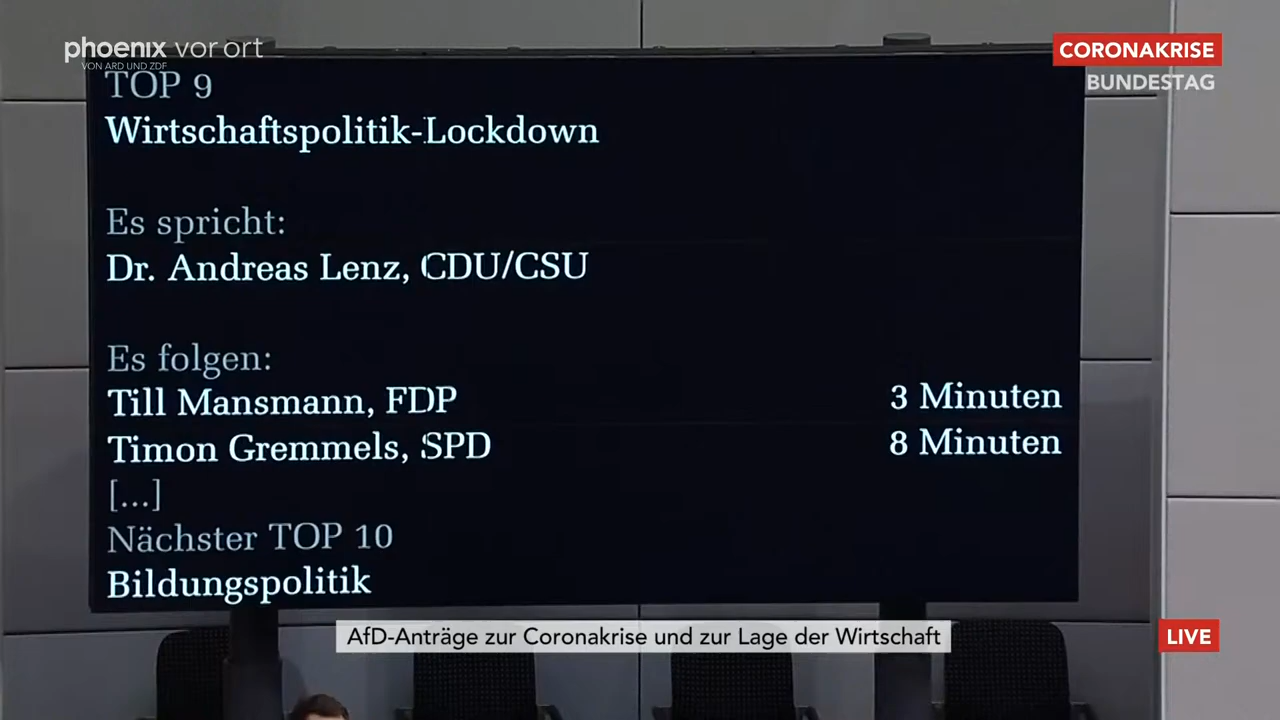 phoenix vor ort
VON ARD UND ZDF
CORONAKRISE
BUNDESTAG
TOP 9
Wirtschaftspolitik-Lockdown
Es spricht:
Dr. Andreas Lenz, CDU/CSU
Es folgen:
Till Mansmann, FDP 3 Minuten
Timon Gremmels, SPD 8 Minuten
[...]
Nächster TOP 10
Bildungspolitik
AfD-Anträge zur Coronakrise und zur Lage der Wirtschaft
LIVE